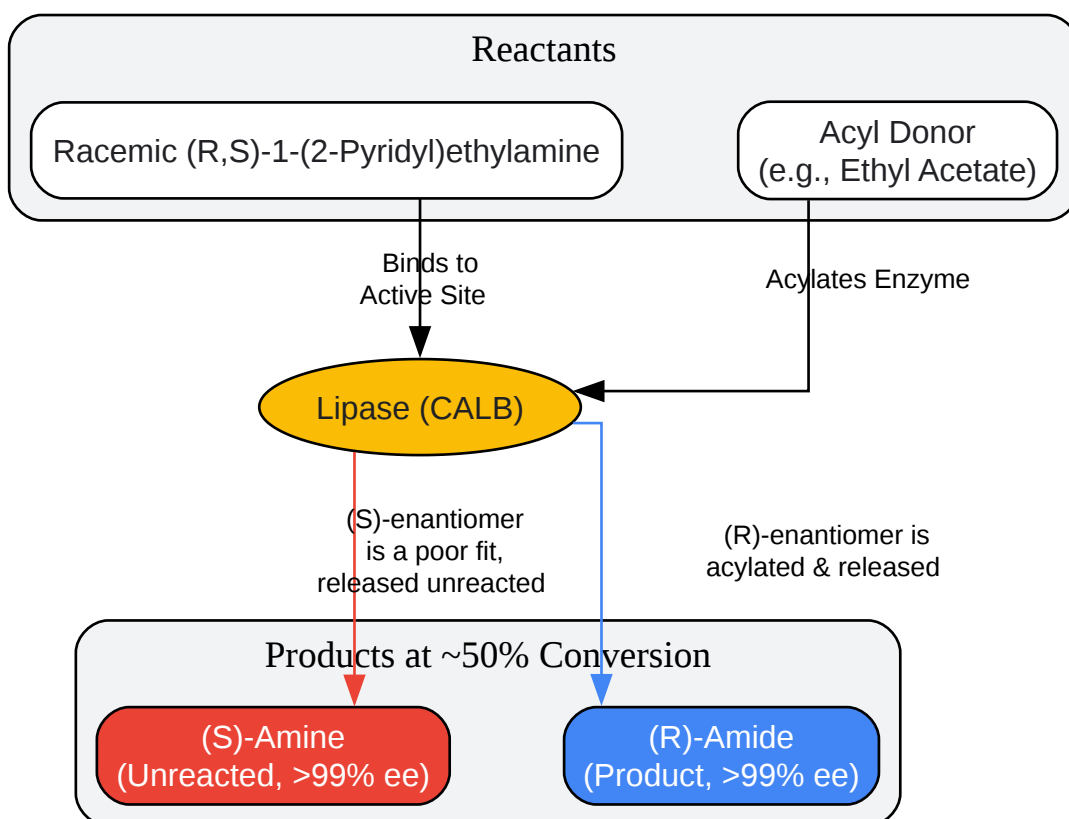 Reactants
Racemic (R,S)-1-(2-Pyridyl)ethylamine
Acyl Donor
(e.g., Ethyl Acetate)
Binds to
Active Site
Acylates Enzyme
Lipase (CALB)
(S)-enantiomer
is a poor fit,
released unreacted
(R)-enantiomer is
acylated & released
Products at ~50% Conversion
(S)-Amine
(Unreacted, >99% ee)
(R)-Amide
(Product, >99% ee)